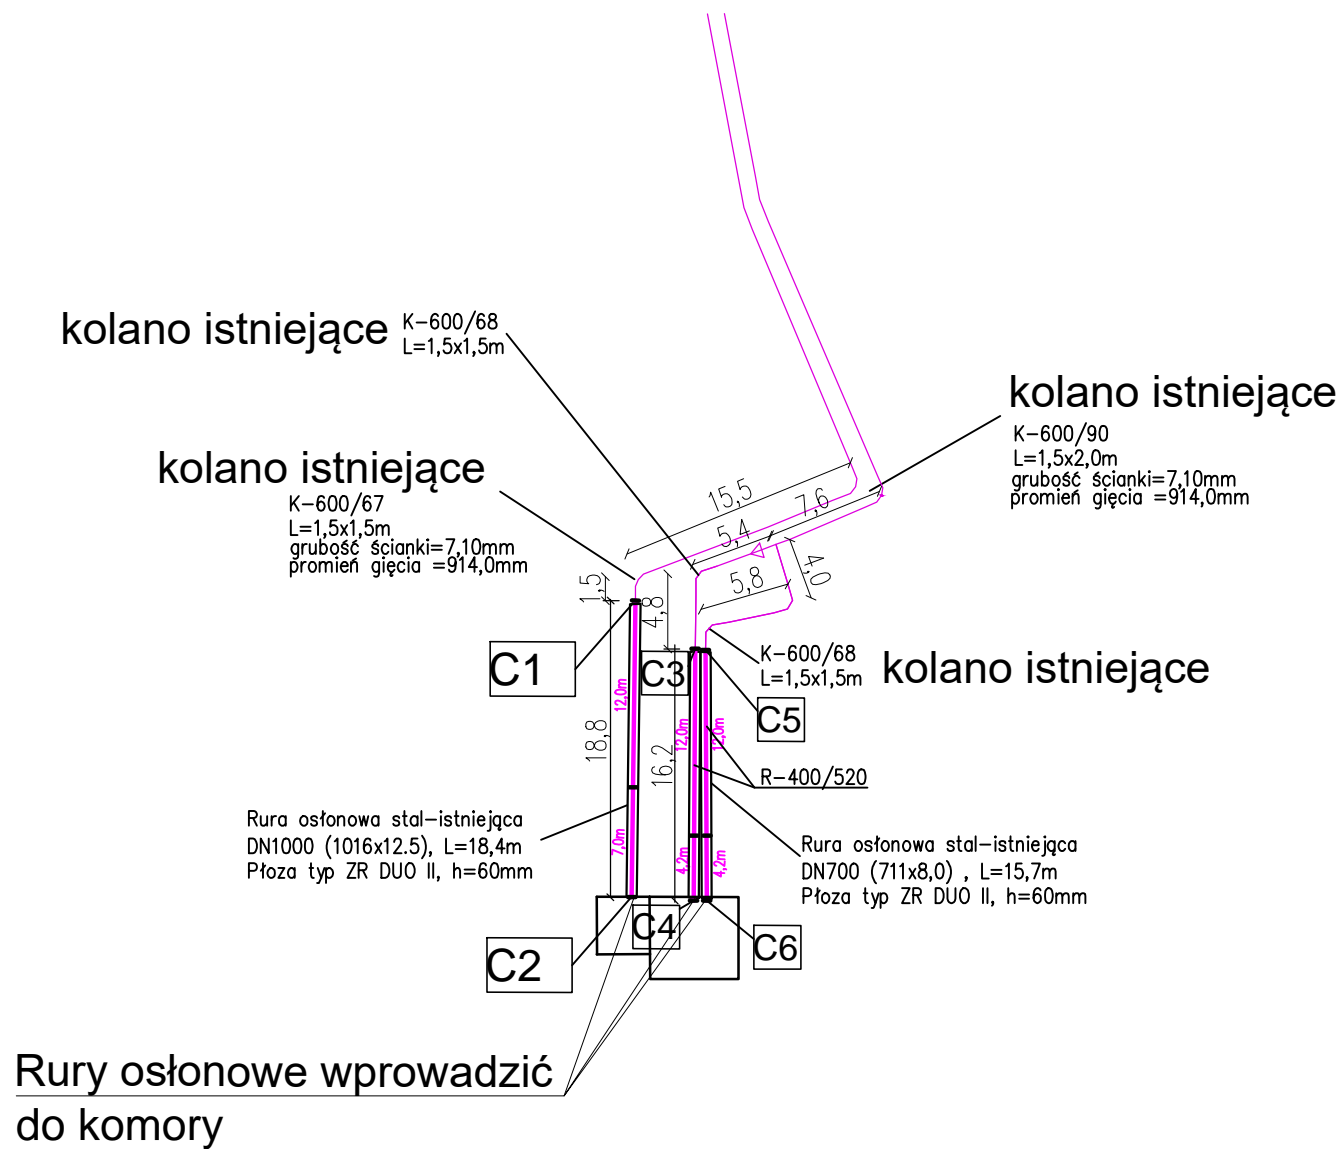 kolano istniejące
K-600/68
L=1,5x1,5m
kolano istniejące
K-600/90
L=1,5x2,0m
grubość ścianki=7,10mm
promień gięcia =914,0mm
kolano istniejące
K-600/67
L=1,5x1,5m
grubość ścianki=7,10mm
promień gięcia =914,0mm
15,5
7,6
5,4
4,0
5,8
1,5
4,8
C1
C3
K-600/68
L=1,5x1,5m
kolano istniejące
C5
12,0m
12,0m
12,0m
18,8
16,2
R-400/520
Rura osłonowa stal-istniejąca
DN1000 (1016x12.5), L=18,4m
Płoza typ ZR DUO II, h=60mm
7,0m
4,2m
4,2m
Rura osłonowa stal-istniejąca
DN700 (711x8,0) , L=15,7m
Płoza typ ZR DUO II, h=60mm
C4
C2
C6
Rury osłonowe wprowadzić
do komory